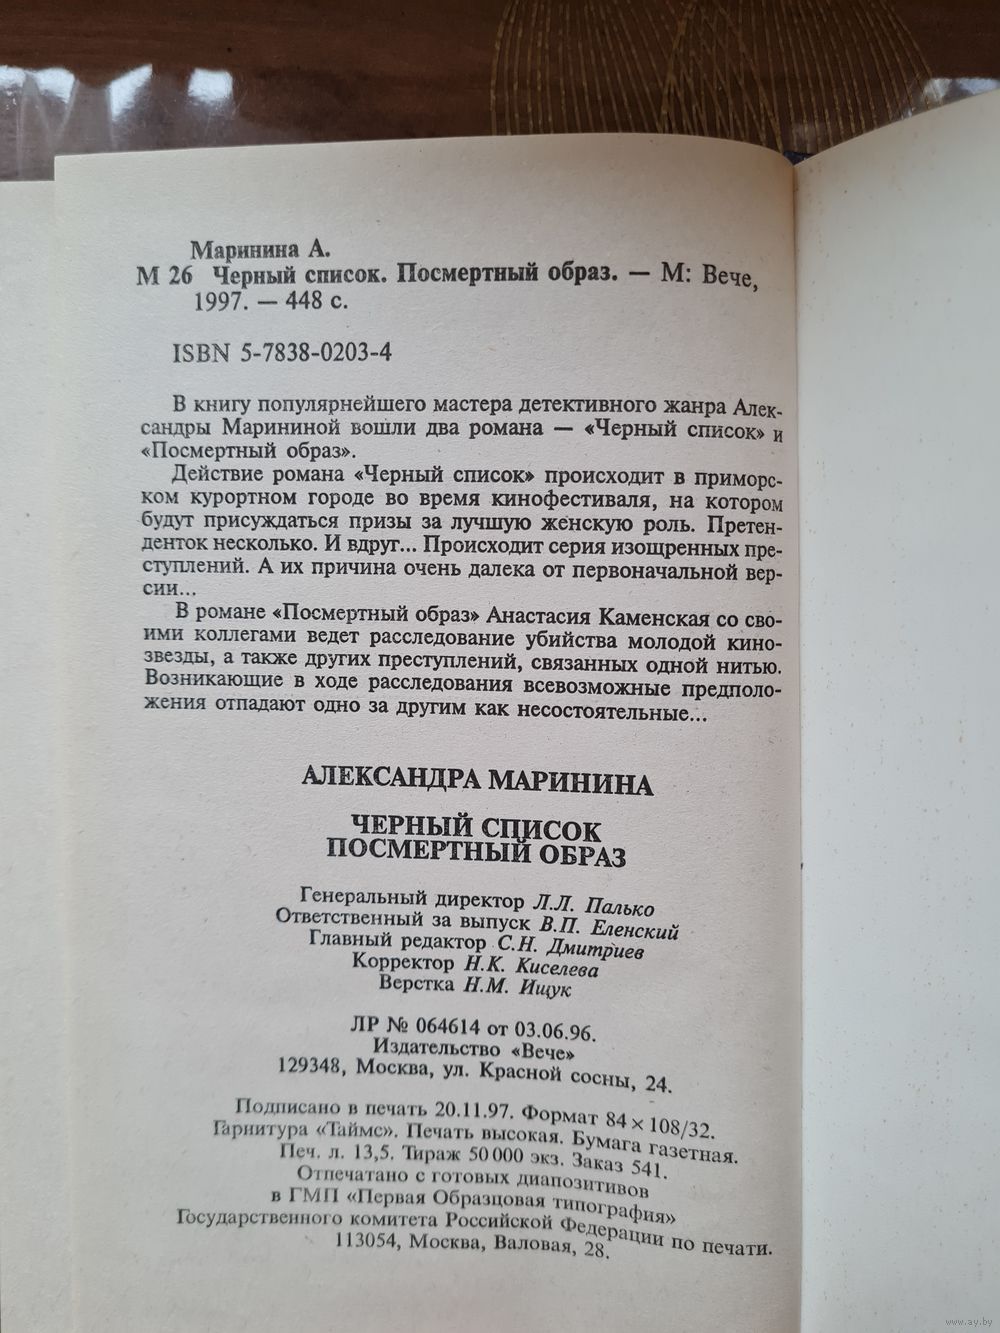 Маринина А.
М 26 Черный список. Посмертный образ. — М: Вече,
1997. — 448 с.
ISBN 5-7838-0203-4
В книгу популярнейшего мастера детективного жанра Алек-
сандры Марининой вошли два романа — «Черный список» и
«Посмертный образ».
Действие романа «Черный список» происходит в приморс-
ком курортном городе во время кинофестиваля, на котором
будут присуждаться призы за лучшую женскую роль. Претен-
денток несколько. И вдруг... Происходит серия изощренных пре-
ступлений. А их причина очень далека от первоначальной вер-
сии...
В романе «Посмертный образ» Анастасия Каменская со сво-
ими коллегами ведет расследование убийства молодой кино-
звезды, а также других преступлений, связанных одной нитью.
Возникающие в ходе расследования всевозможные предполо-
жения отпадают одно за другим как несостоятельные...
АЛЕКСАНДРА МАРИНИНА
ЧЕРНЫЙ СПИСОК
ПОСМЕРТНЫЙ ОБРАЗ
Генеральный директор Л.Л. Палько
Ответственный за выпуск В.П. Еленский
Главный редактор С.Н. Дмитриев
Корректор Н.К. Киселева
Верстка Н.М. Ищук
ЛР № 064614 от 03.06.96.
Издательство «Вече»
129348, Москва, ул. Красной сосны, 24.
Подписано в печать 20.11.97. Формат 84 × 108/32.
Гарнитура «Таймс». Печать высокая. Бумага газетная.
Печ. л. 13,5. Тираж 50 000 экз. Заказ 541.
Отпечатано с готовых диапозитивов
в ГМП «Первая Образцовая типография»
Государственного комитета Российской Федерации по печати.
113054, Москва, Валовая, 28.
www.ay.by